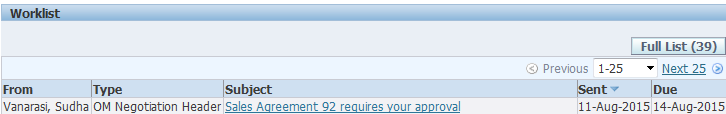 Worklist
Full List (39)
Previous 1-25 Next 25
From Type Subject Sent Due
Vanarasi, Sudha OM Negotiation Header Sales Agreement 92 requires your approval 11-Aug-2015 14-Aug-2015